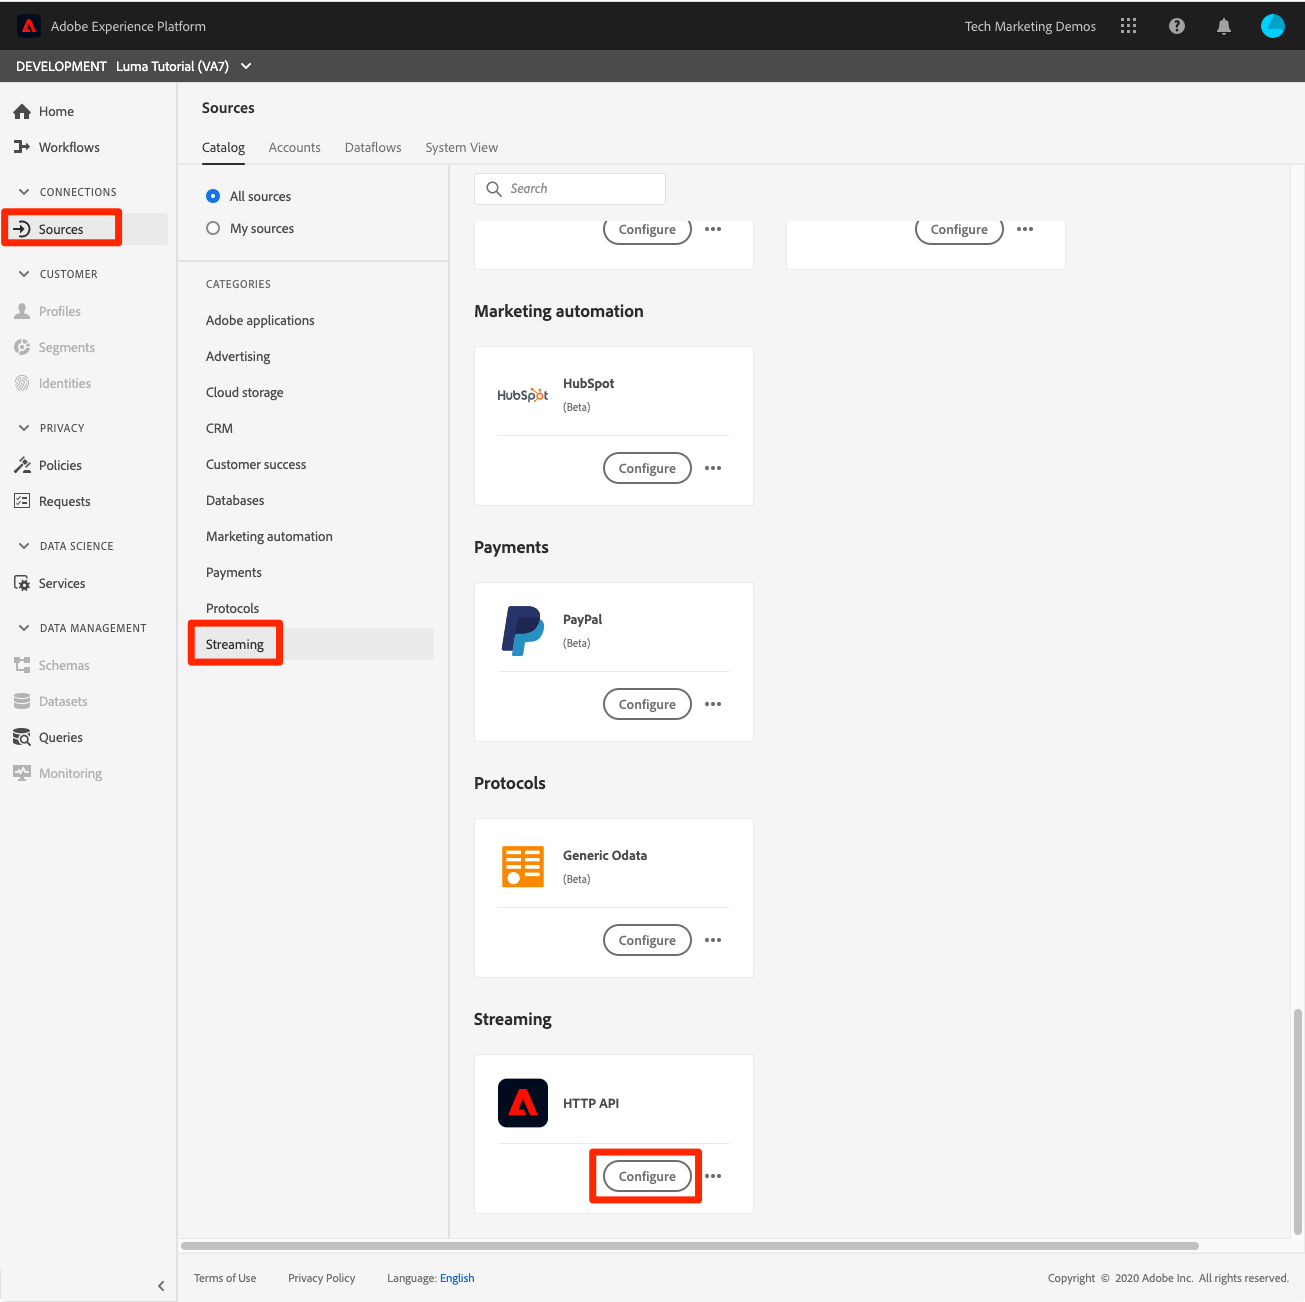 Adobe Experience Platform
Tech Marketing Demos
DEVELOPMENT Luma Tutorial (VA7)
Home
Workflows
CONNECTIONS
Sources
CUSTOMER
Profiles
Segments
Identities
PRIVACY
Policies
Requests
DATA SCIENCE
Services
DATA MANAGEMENT
Schemas
Datasets
Queries
Monitoring
Sources
Catalog Accounts Dataflows System View
All sources
My sources
CATEGORIES
Adobe applications
Advertising
Cloud storage
CRM
Customer success
Databases
Marketing automation
Payments
Protocols
Streaming
Search
Configure
Configure
Marketing automation
HubSpot
HubSpot
(Beta)
Configure
Payments
PayPal
(Beta)
Configure
Protocols
Generic Odata
(Beta)
Configure
Streaming
HTTP API
Configure
Terms of Use Privacy Policy Language: English
Copyright © 2020 Adobe Inc. All rights reserved.